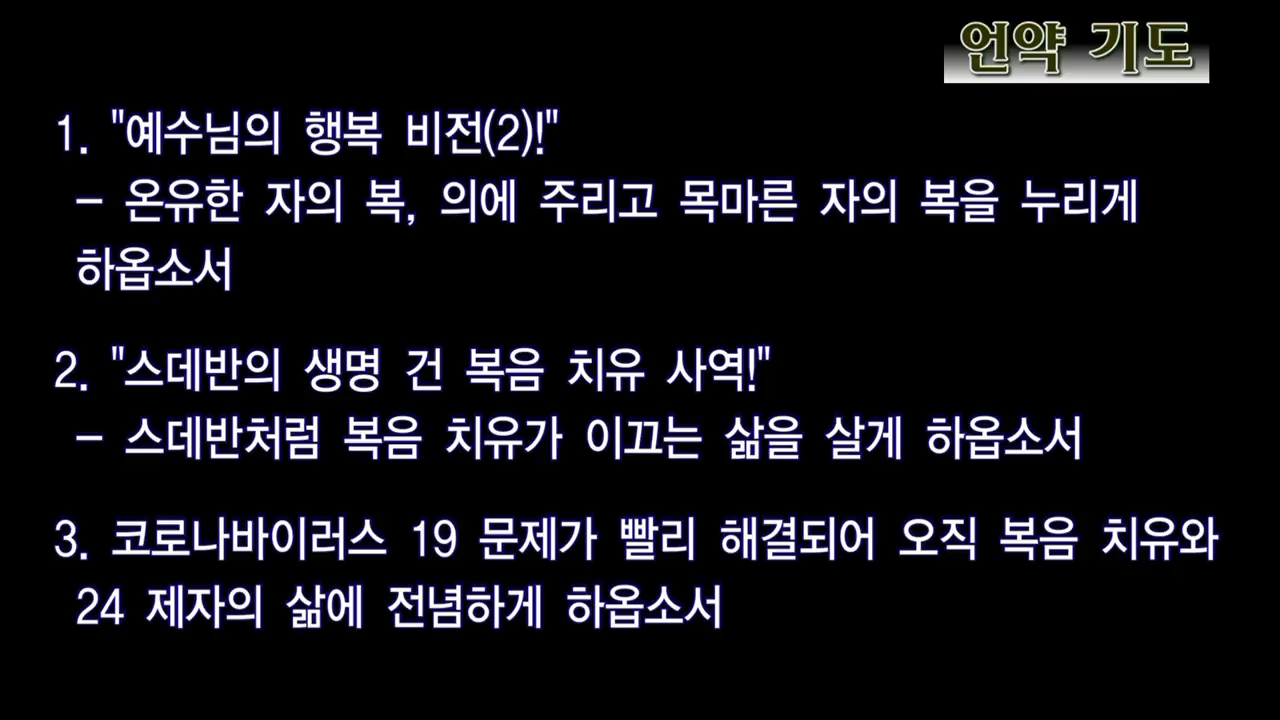 언약 기도
1. "예수님의 행복 비전(2)!"
- 온유한 자의 복, 의에 주리고 목마른 자의 복을 누리게
하옵소서
2. "스데반의 생명 건 복음 치유 사역!"
- 스데반처럼 복음 치유가 이끄는 삶을 살게 하옵소서
3. 코로나바이러스 19 문제가 빨리 해결되어 오직 복음 치유와
24 제자의 삶에 전념하게 하옵소서